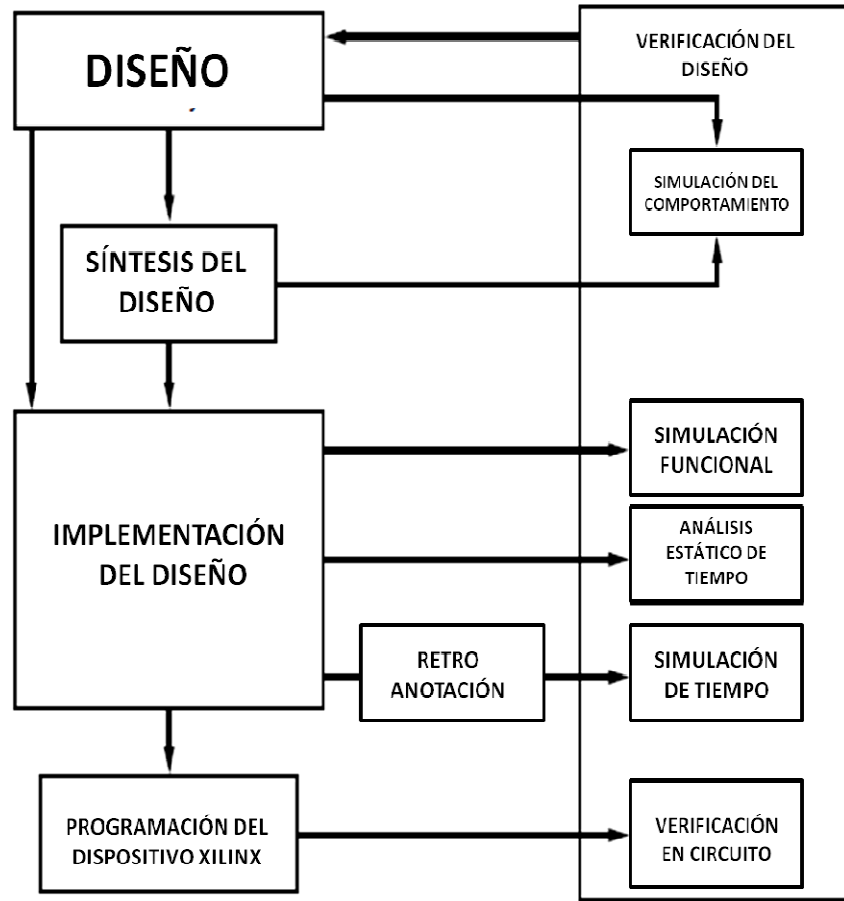 DISEÑO
VERIFICACIÓN DEL
DISEÑO
SIMULACIÓN DEL
COMPORTAMIENTO
SÍNTESIS DEL
DISEÑO
IMPLEMENTACIÓN
DEL DISEÑO
SIMULACIÓN
FUNCIONAL
ANÁLISIS
ESTÁTICO DE
TIEMPO
RETRO
ANOTACIÓN
SIMULACIÓN
DE TIEMPO
PROGRAMACIÓN DEL
DISPOSITIVO XILINX
VERIFICACIÓN
EN CIRCUITO